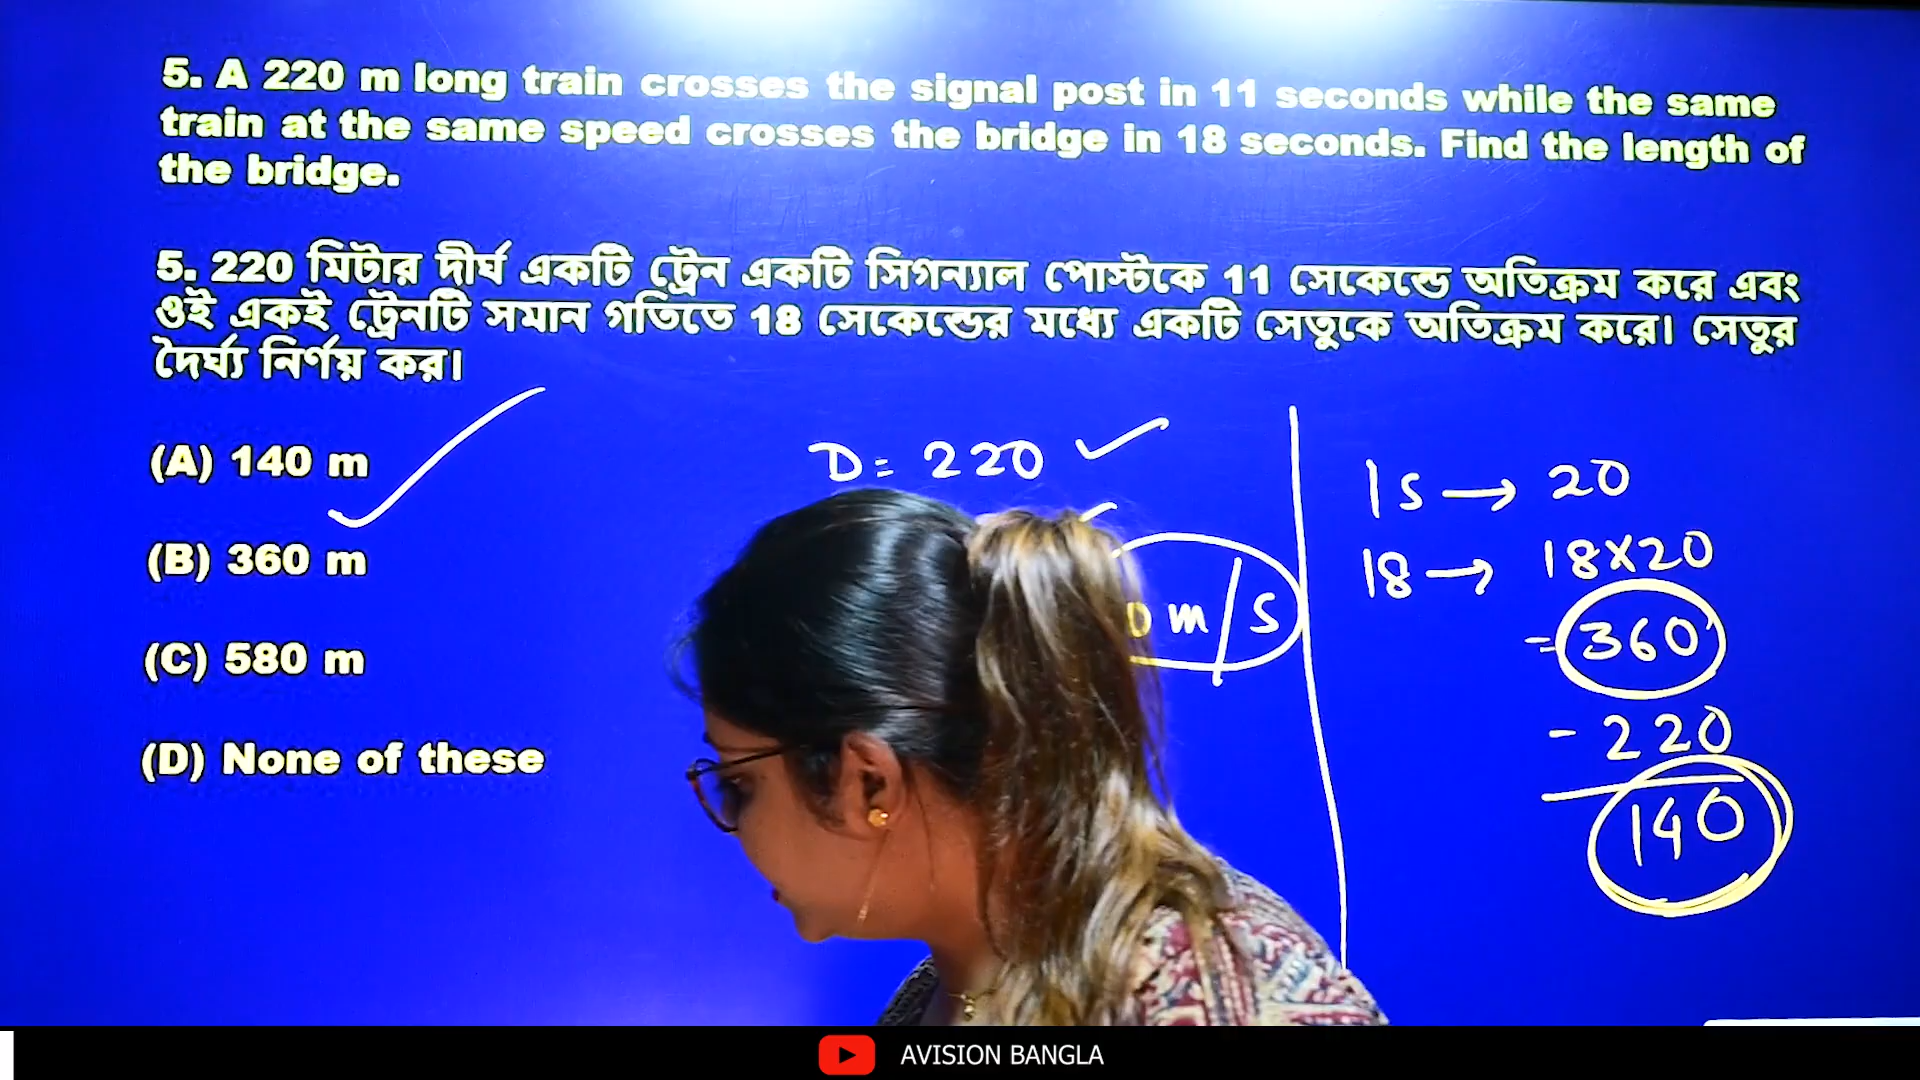 5. A 220 m long train crosses the signal post in 11 seconds while the same
train at the same speed crosses the bridge in 18 seconds. Find the length of
the bridge.
5. 220 মিটার দীর্ঘ একটি ট্রেন একটি সিগন্যাল পোস্টকে 11 সেকেন্ডে অতিক্রম করে এবং
ওই একই ট্রেনটি সমান গতিতে 18 সেকেন্ডের মধ্যে একটি সেতুকে অতিক্রম করে। সেতুর
দৈর্ঘ্য নির্ণয় কর।
(A) 140 m
(B) 360 m
(C) 580 m
(D) None of these
D = 220
m/s
1s → 20
18 → 18×20
= 360
- 220
140
AVISION BANGLA